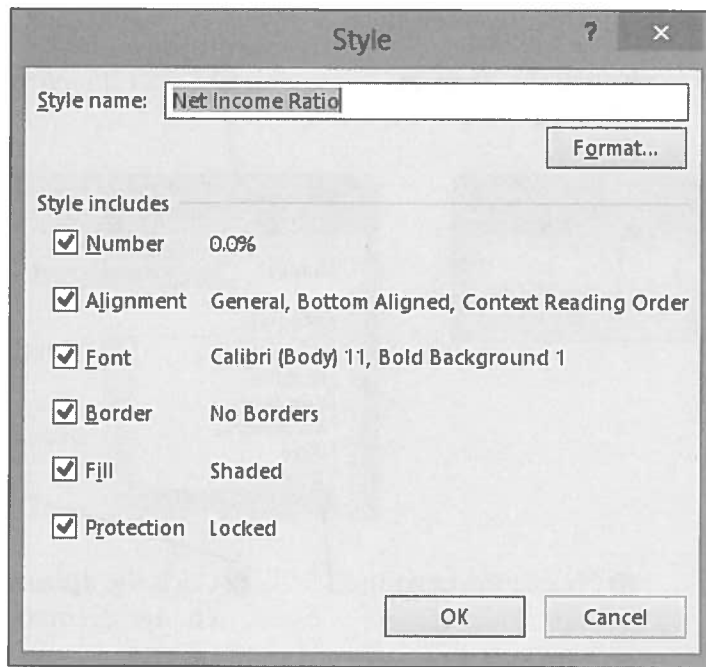 Style ? ×
Style name: Net Income Ratio
Format...
Style includes
Number 0.0%
Alignment General, Bottom Aligned, Context Reading Order
Font Calibri (Body) 11, Bold Background 1
Border No Borders
Fill Shaded
Protection Locked
OK Cancel